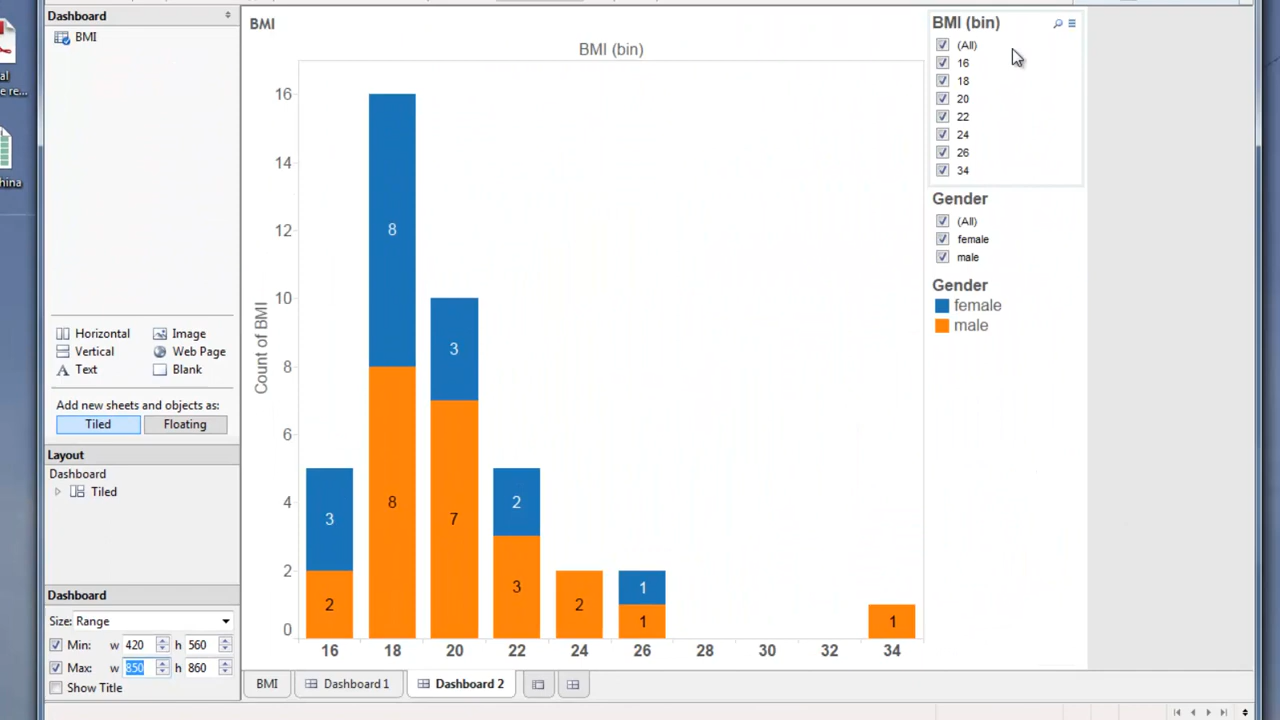 Dashboard
BMI
Horizontal
Image
Vertical
Web Page
Text
Blank
Add new sheets and objects as:
Tiled
Floating
Layout
Dashboard
Tiled
Dashboard
Size: Range
Min: w 420 h 560
Max: w 850 h 860
Show Title
BMI
BMI (bin)
Count of BMI
16
14
12
10
8
6
4
2
0
3
2
8
8
3
7
2
3
2
1
1
1
16 18 20 22 24 26 28 30 32 34
BMI (bin)
(All)
16
18
20
22
24
26
34
Gender
(All)
female
male
Gender
female
male
BMI
Dashboard 1
Dashboard 2
al
e re...
hina